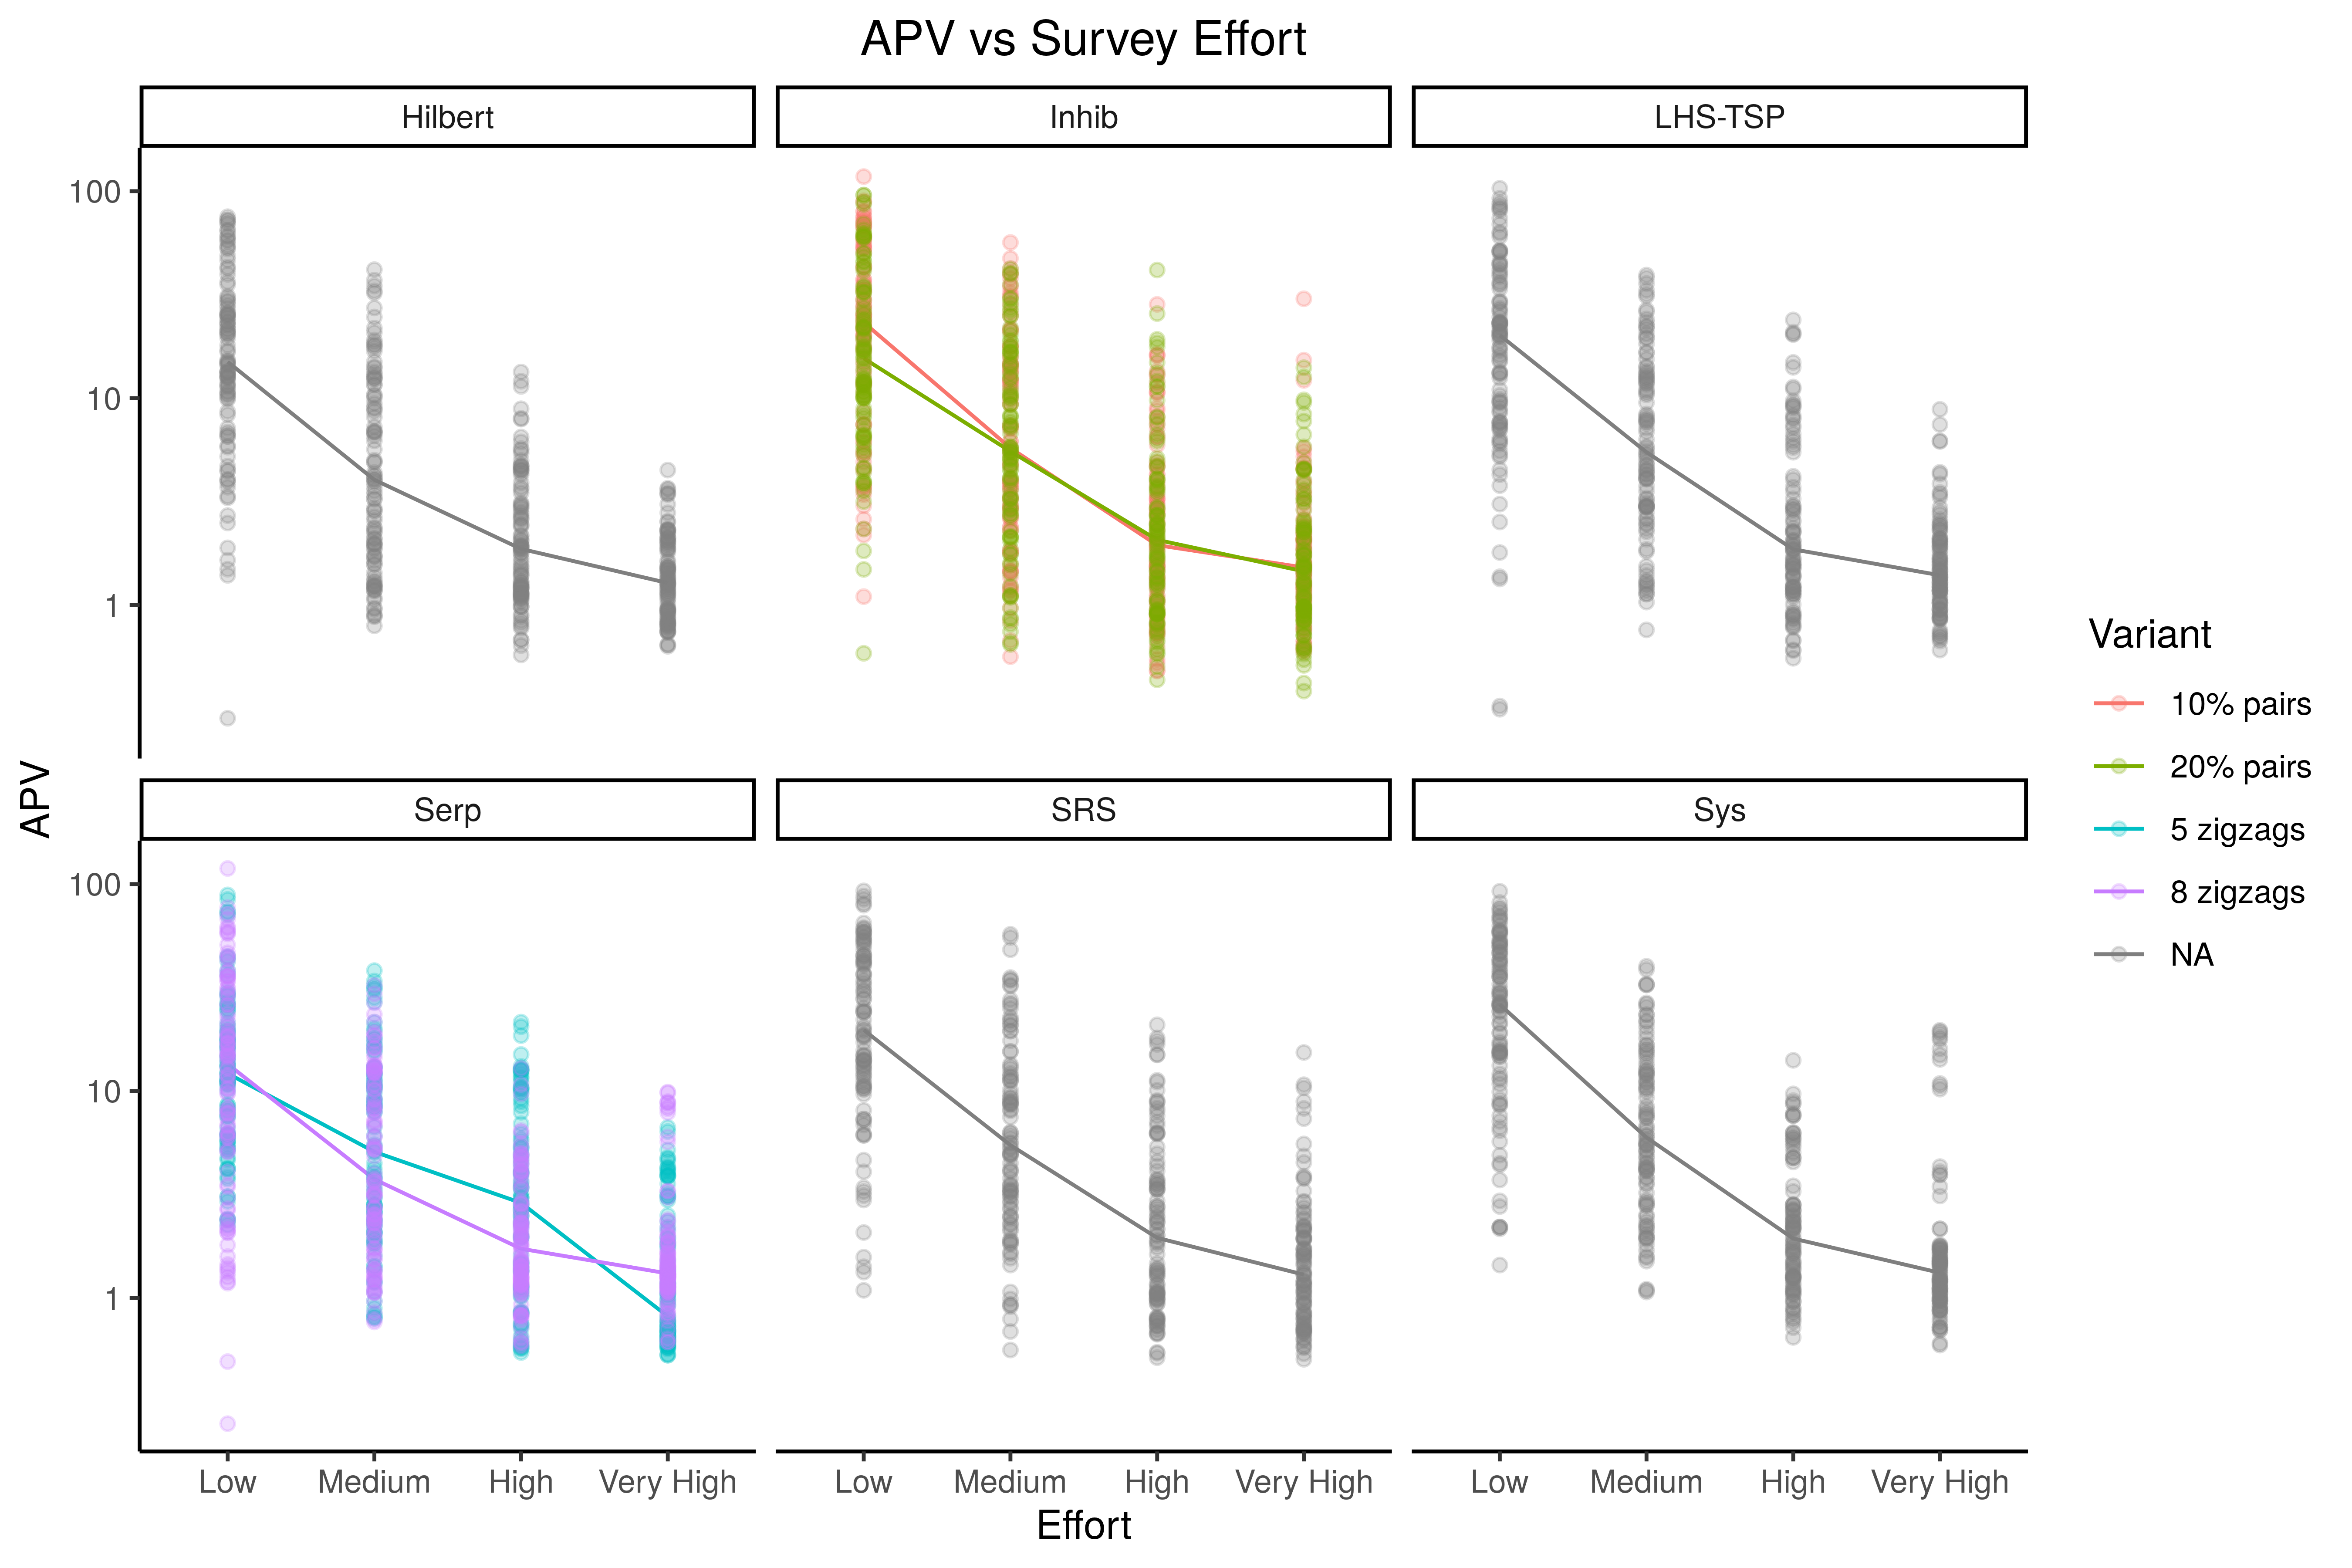 APV vs Survey Effort
Hilbert
Inhib
LHS-TSP
100
10
1
Serp
SRS
Sys
100
10
1
APV
Low
Medium
High
Very High
Low
Medium
High
Very High
Low
Medium
High
Very High
Effort
Variant
10% pairs
20% pairs
5 zigzags
8 zigzags
NA